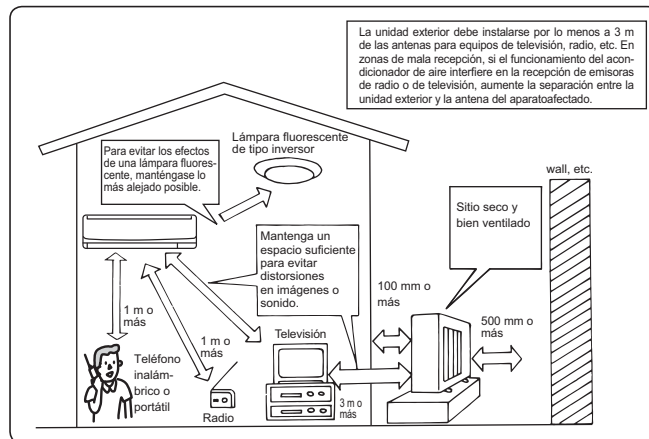 La unidad exterior debe instalarse por lo menos a 3 m
de las antenas para equipos de televisión, radio, etc. En
zonas de mala recepción, si el funcionamiento del acon-
dicionador de aire interfiere en la recepción de emisoras
de radio o de televisión, aumente la separación entre la
unidad exterior y la antena del aparatoafectado.
Lámpara fluorescente
de tipo inversor
Para evitar los efectos
de una lámpara fluores-
cente, manténgase lo
más alejado posible.
wall, etc.
Sitio seco y
bien ventilado
Mantenga un
espacio suficiente
para evitar
distorsiones
en imágenes o
sonido.
100 mm o
más
500 mm o
más
1 m o
más
1 m o
más
Televisión
Teléfono
inalám-
brico o
portátil
Radio
3 m o
más